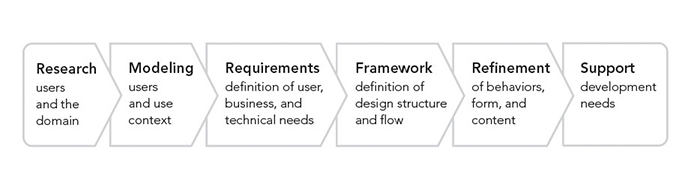 Research
users
and the
domain
Modeling
users
and use
context
Requirements
definition of user,
business, and
technical needs
Framework
definition of
design structure
and flow
Refinement
of behaviors,
form, and
content
Support
development
needs